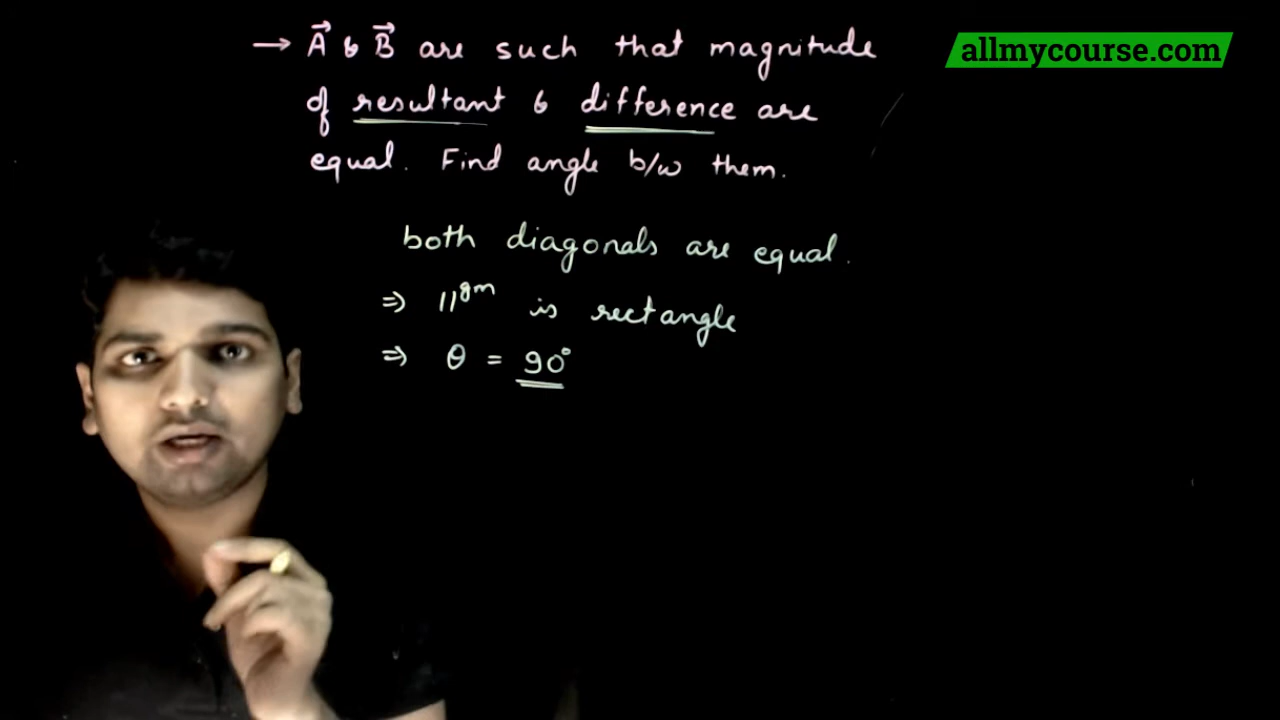 → A⃗ & B⃗ are such that magnitude
allmycourse.com
of resultant & difference are
equal. Find angle b/w them.
both diagonals are equal.
⇒ ||gm is rectangle
⇒ θ = 90°